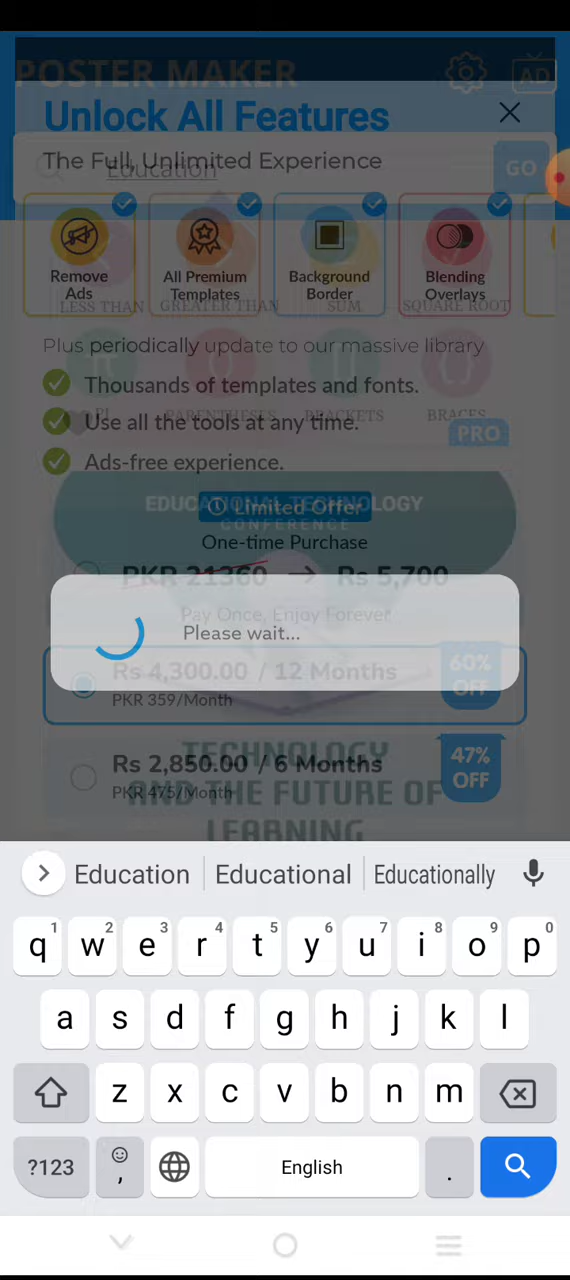 POSTER MAKER
AD
Unlock All Features
The Full, Unlimited Experience
Education
GO
Remove Ads
All Premium Templates
Background Border
Blending Overlays
LESS THAN
GREATER THAN
SUM
SQUARE ROOT
Plus periodically update to our massive library
Thousands of templates and fonts.
PI
PARENTHESES
BRACKETS
BRACES
Use all the tools at any time.
PRO
Ads-free experience.
EDUCATIONAL TECHNOLOGY
CONFERENCE
Limited Offer
One-time Purchase
PKR 21360 → Rs 5,700
Pay Once, Enjoy Forever
Please wait...
Rs 4,300.00 / 12 Months
PKR 359/Month
60% OFF
TECHNOLOGY
AND THE FUTURE OF
LEARNING
Rs 2,850.00 / 6 Months
PKR 475/Month
47% OFF
Education Educational Educationally
1 2 3 4 5 6 7 8 9 0
q w e r t y u i o p
a s d f g h j k l
z x c v b n m
?123 , English .